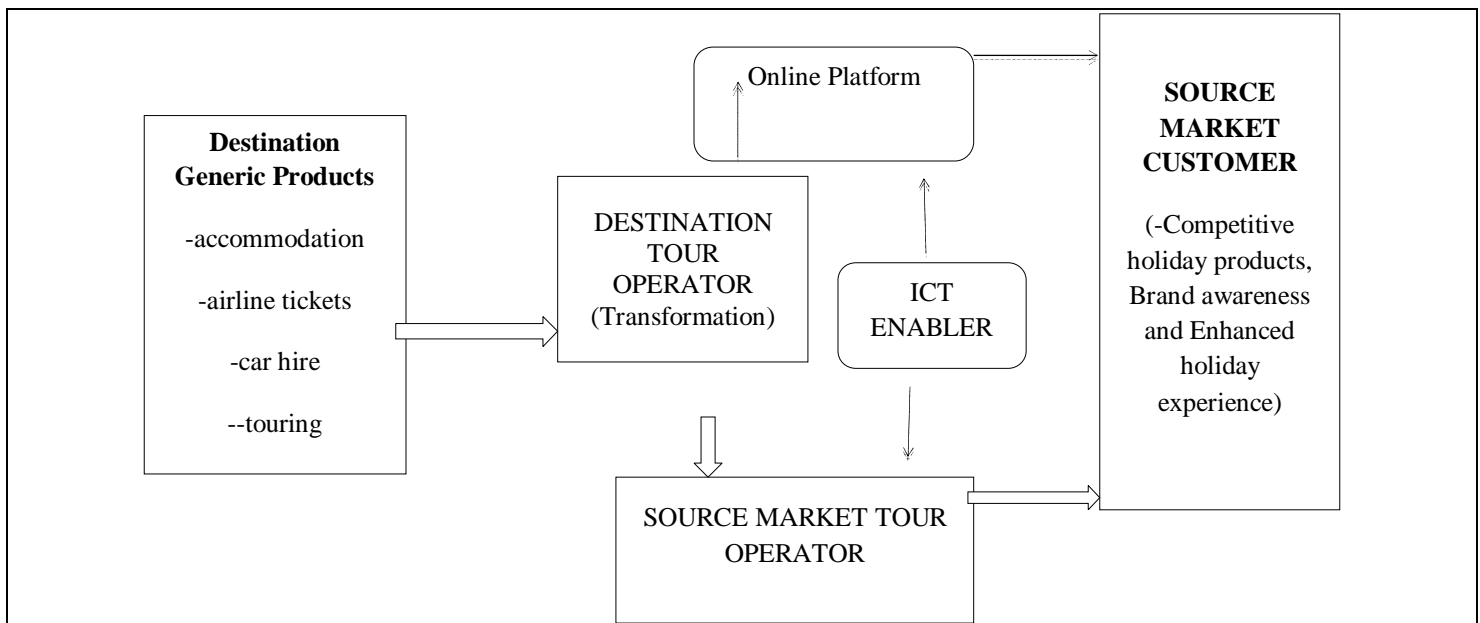 Destination
Generic Products
-accommodation
-airline tickets
-car hire
--touring
DESTINATION
TOUR
OPERATOR
(Transformation)
Online Platform
ICT
ENABLER
SOURCE MARKET TOUR
OPERATOR
SOURCE
MARKET
CUSTOMER
(-Competitive
holiday products,
Brand awareness
and Enhanced
holiday
experience)